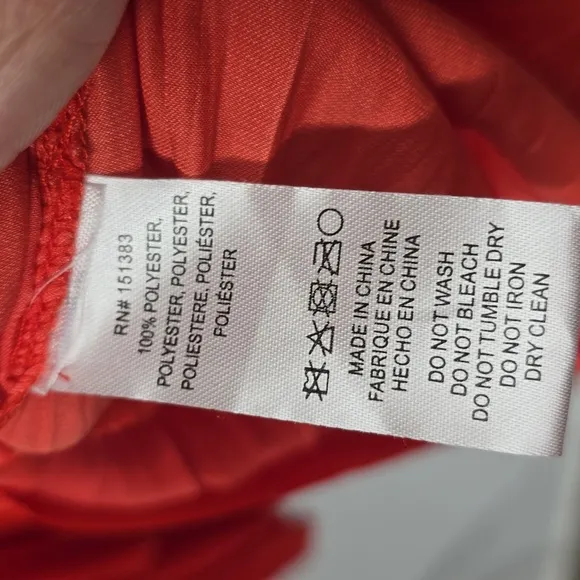 RN# 151383
100% POLYESTER,
POLYESTER, POLYESTER,
POLIESTERE, POLIÉSTER,
POLIÉSTER
MADE IN CHINA
FABRIQUE EN CHINE
HECHO EN CHINA
DO NOT WASH
DO NOT BLEACH
DO NOT TUMBLE DRY
DO NOT IRON
DRY CLEAN